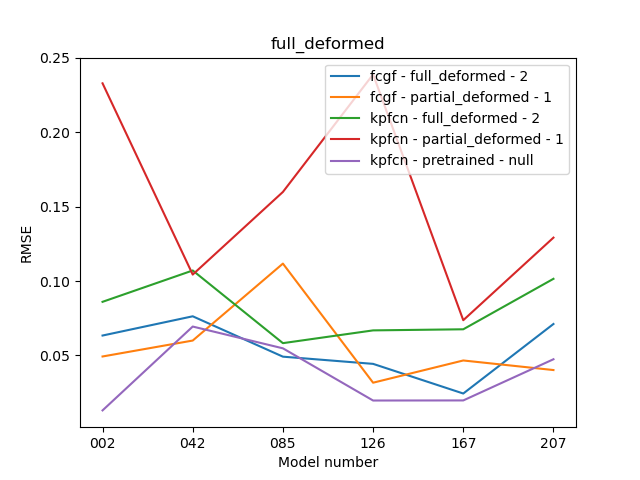 full_deformed
0.25
0.20
0.15
0.10
0.05
RMSE
fcgf - full_deformed - 2
fcgf - partial_deformed - 1
kpfcn - full_deformed - 2
kpfcn - partial_deformed - 1
kpfcn - pretrained - null
002 042 085 126 167 207
Model number